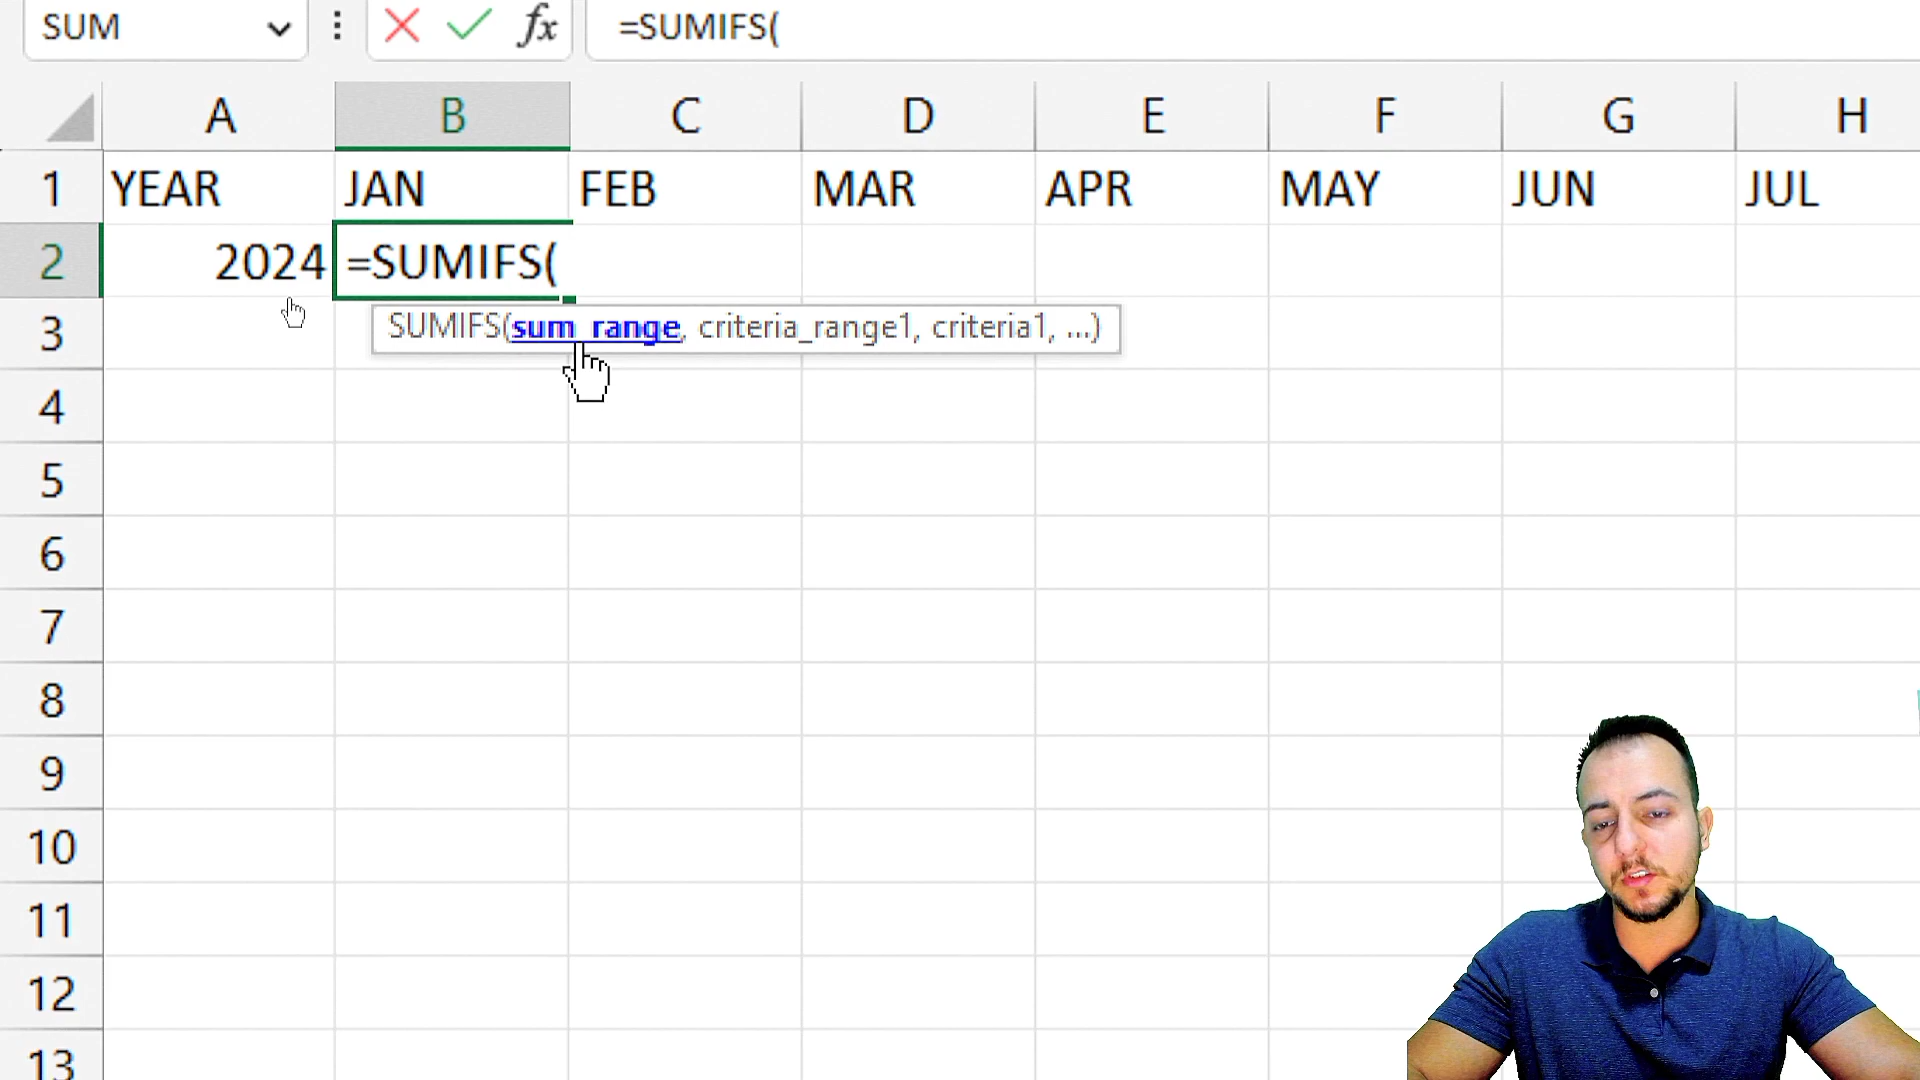 SUM fx =SUMIFS(
A B C D E F G H
1 YEAR JAN FEB MAR APR MAY JUN JUL
2 2024 =SUMIFS(
SUMIFS(sum_range, criteria_range1, criteria1, ...)
3
4
5
6
7
8
9
10
11
12
13